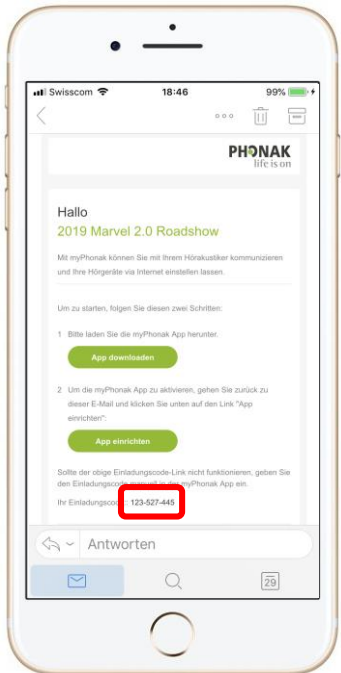 Swisscom 18:46 99%
PHONAK
life is on
Hallo
2019 Marvel 2.0 Roadshow
Mit myPhonak können Sie mit Ihrem Hörakustiker kommunizieren
und Ihre Hörgeräte via Internet einstellen lassen.
Um zu starten, folgen Sie diesen zwei Schritten:
1 Bitte laden Sie die myPhonak App herunter.
App downloaden
2 Um die myPhonak App zu aktivieren, gehen Sie zurück zu
dieser E-Mail und klicken Sie unten auf den Link "App
einrichten":
App einrichten
Sollte der obige Einladungscode-Link nicht funktionieren, geben Sie
den Einladungscode manuell in der myPhonak App ein.
Ihr Einladungscode: 123-527-445
Antworten
29